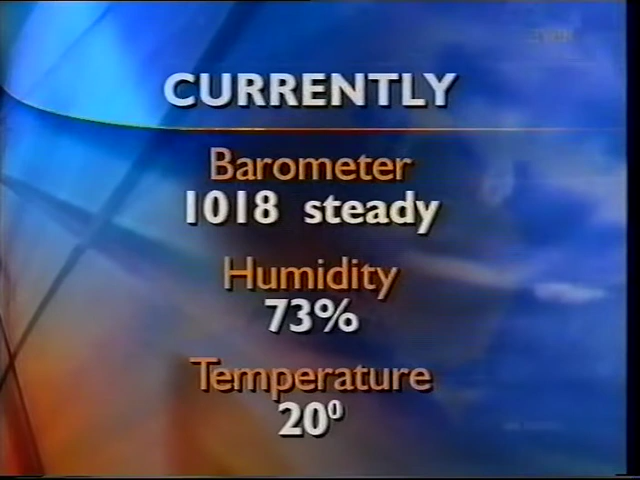 CURRENTLY
Barometer
1018 steady
Humidity
73%
Temperature
20⁰